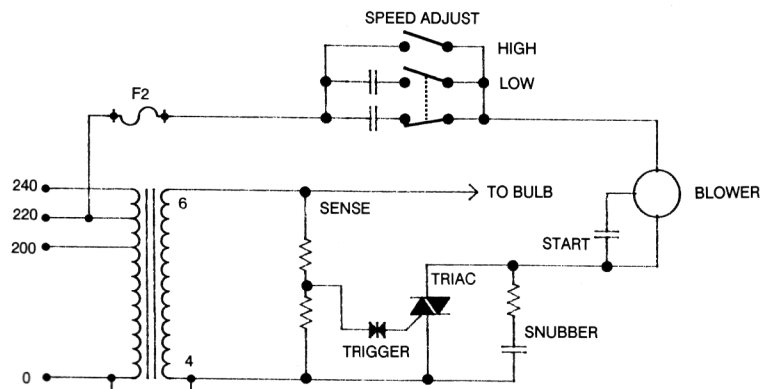 SPEED ADJUST
HIGH
LOW
F2
240
220
200
0
6
4
TO BULB
SENSE
BLOWER
START
TRIAC
TRIGGER
SNUBBER